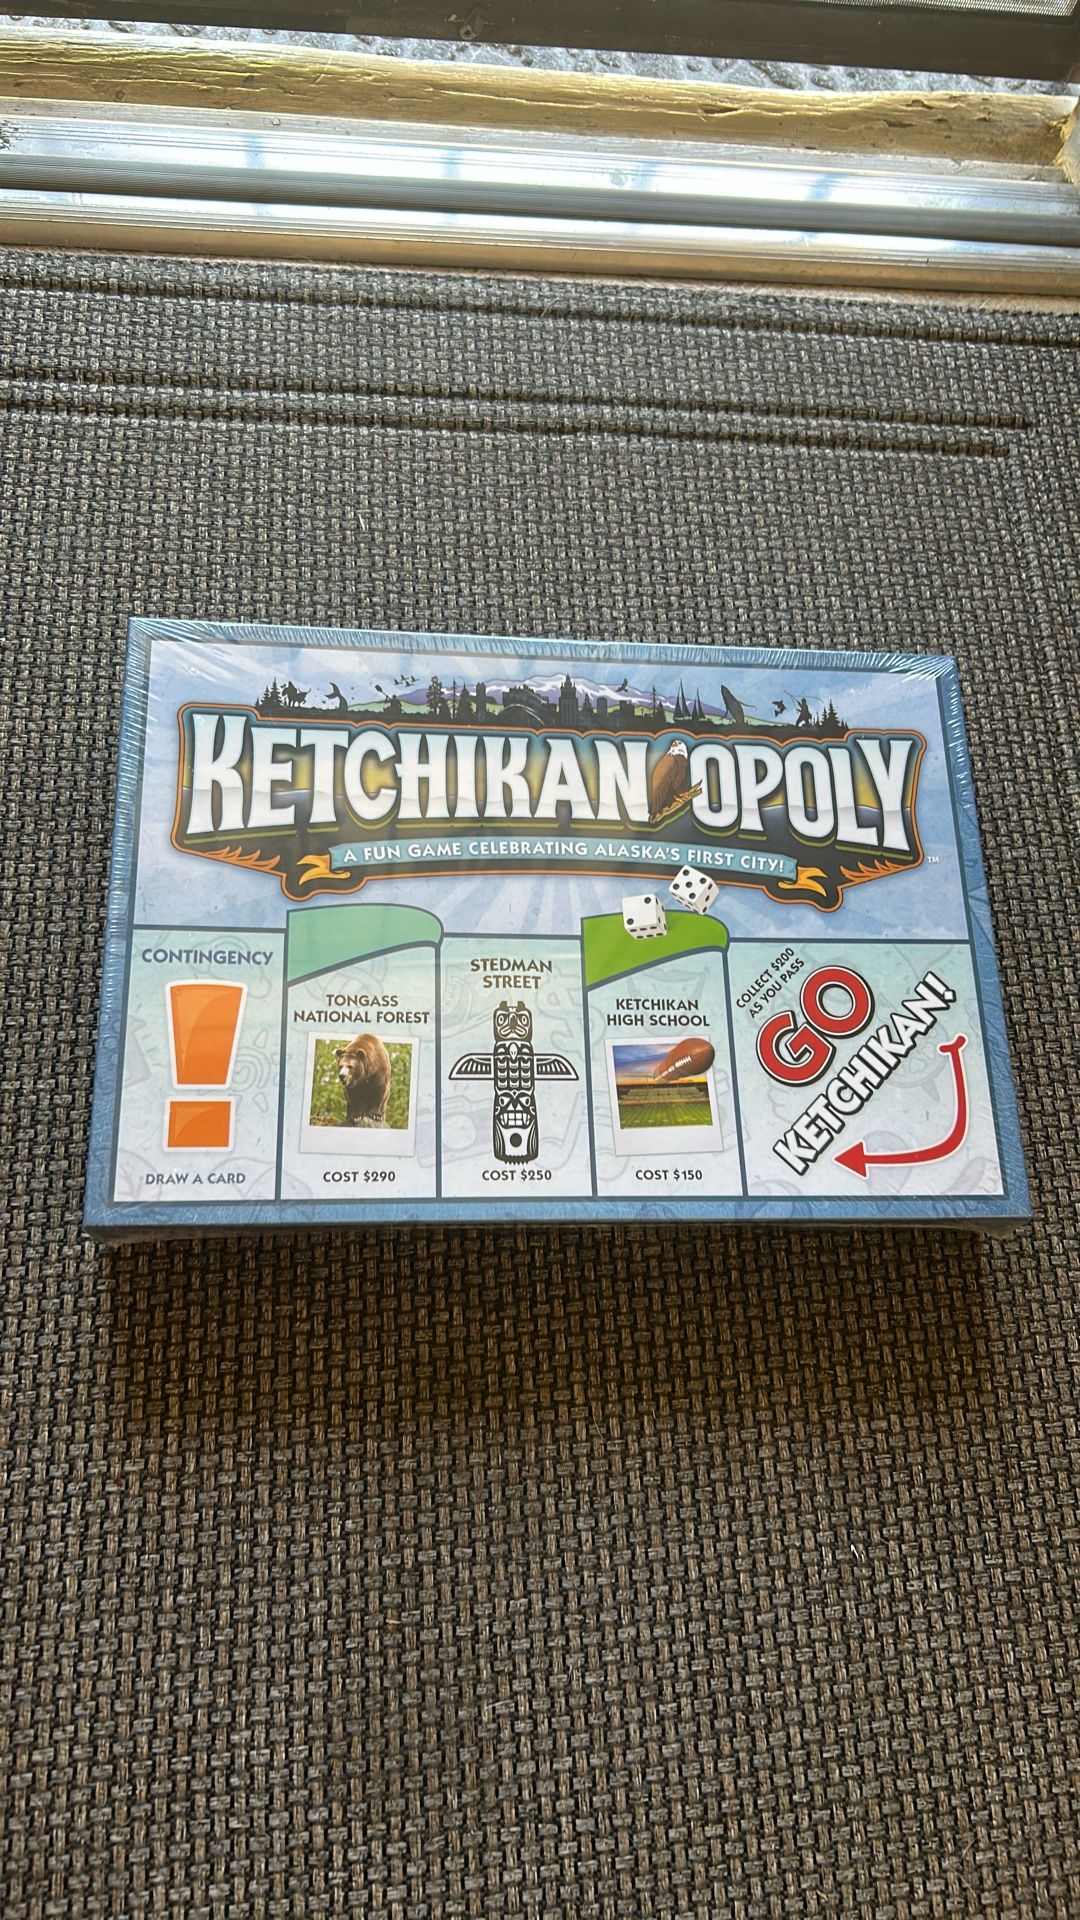 KETCHIKAN OPOLY
TM
A FUN GAME CELEBRATING ALASKA'S FIRST CITY!
CONTINGENCY
DRAW A CARD
TONGASS
NATIONAL FOREST
COST $290
STEDMAN
STREET
COST $250
KETCHIKAN
HIGH SCHOOL
COST $150
COLLECT $200
AS YOU PASS
GO
KETCHIKAN!